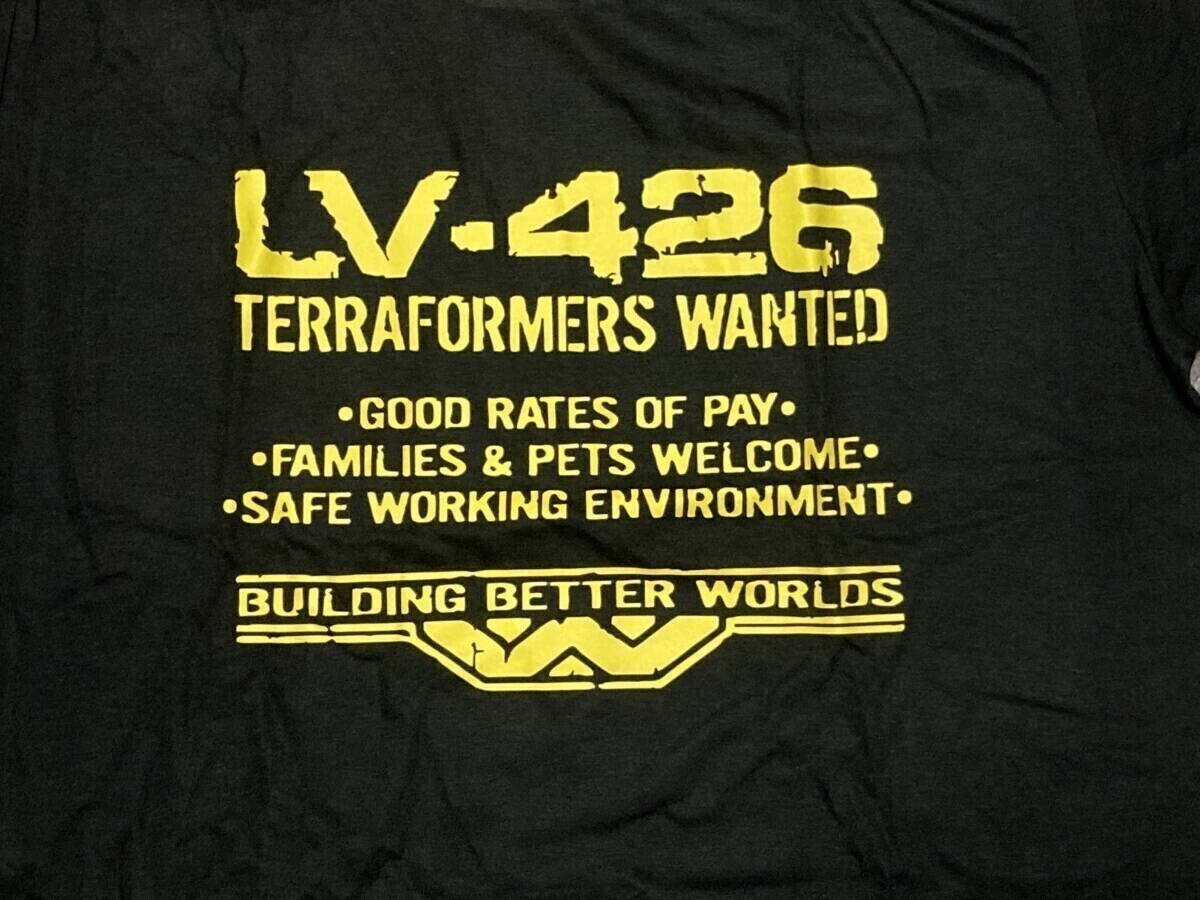 LV-426
TERRAFORMERS WANTED
•GOOD RATES OF PAY•
•FAMILIES & PETS WELCOME•
•SAFE WORKING ENVIRONMENT•
BUILDING BETTER WORLDS